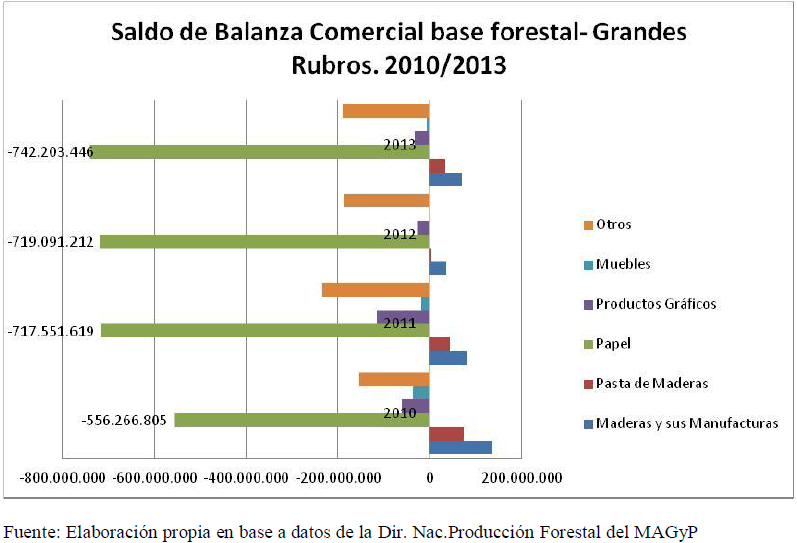 Saldo de Balanza Comercial base forestal- Grandes
Rubros. 2010/2013
2013
-742.203.446
2012
-719.091.212
2011
-717.551.619
2010
-556.266.805
Otros
Muebles
Productos Gráficos
Papel
Pasta de Maderas
Maderas y sus Manufacturas
-800.000.000 -600.000.000 -400.000.000 -200.000.000 0 200.000.000
Fuente: Elaboración propia en base a datos de la Dir. Nac.Producción Forestal del MAGyP